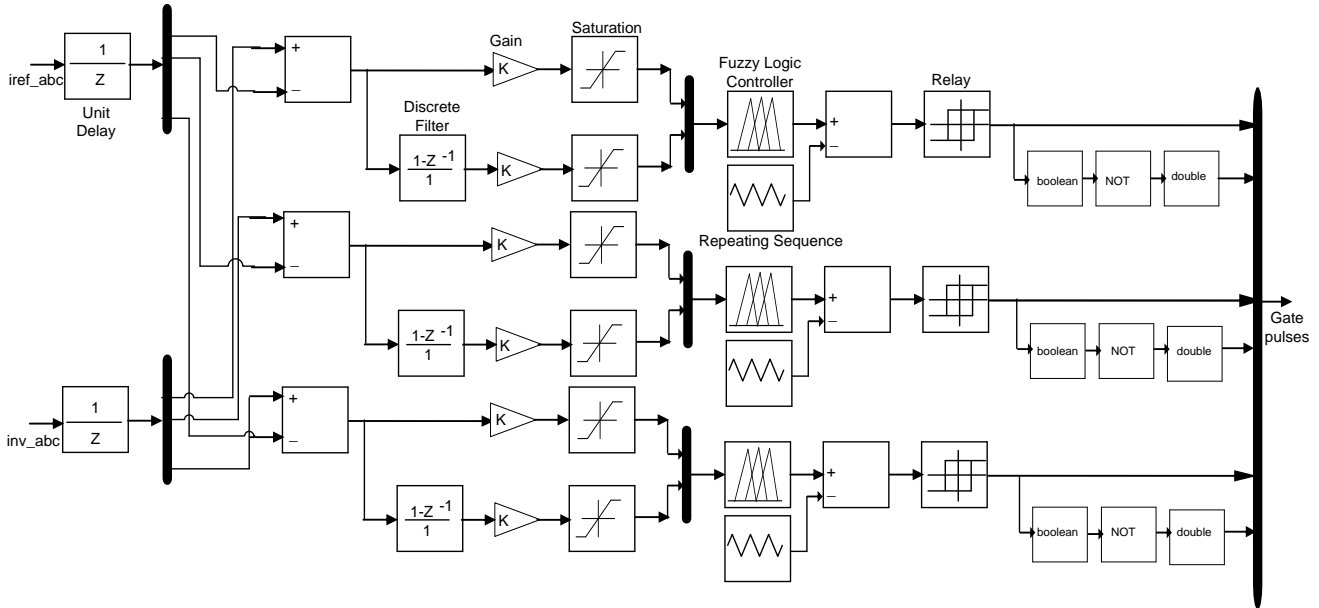 iref_abc
1
Z
Unit
Delay
+
−
Gain
K
Saturation
Discrete
Filter
1-Z -1
1
K
Fuzzy Logic
Controller
+
−
Relay
boolean
NOT
double
+
−
K
1-Z -1
1
K
Repeating Sequence
+
−
boolean
NOT
double
Gate
pulses
inv_abc
1
Z
+
−
K
1-Z -1
1
K
+
−
boolean
NOT
double